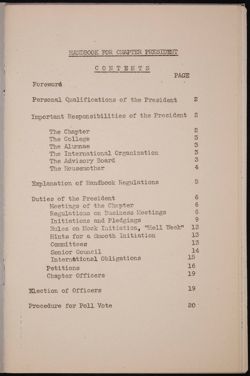 HANDBOOK FOR CHAPTER PRESIDENT
CONTENTS
PAGE
Foreword
Personal Qualifications of the President 2
Important Responsibilities of the President 2
The Chapter 2
The College 3
The Alumnae 3
The International Organization 3
The Advisory Board 3
The Housemother 4
Explanation of Handbook Regulations 5
Duties of the President 6
Meetings of the Chapter 6
Regulations on Business Meetings 8
Initiations and Pledgings 9
Rules on Mock Initiation, "Hell Week" 12
Hints for a Smooth Initiation 13
Committees 13
Senior Council 14
International Obligations 15
Petitions 16
Chapter Officers 19
Election of Officers 19
Procedure for Poll Vote 20